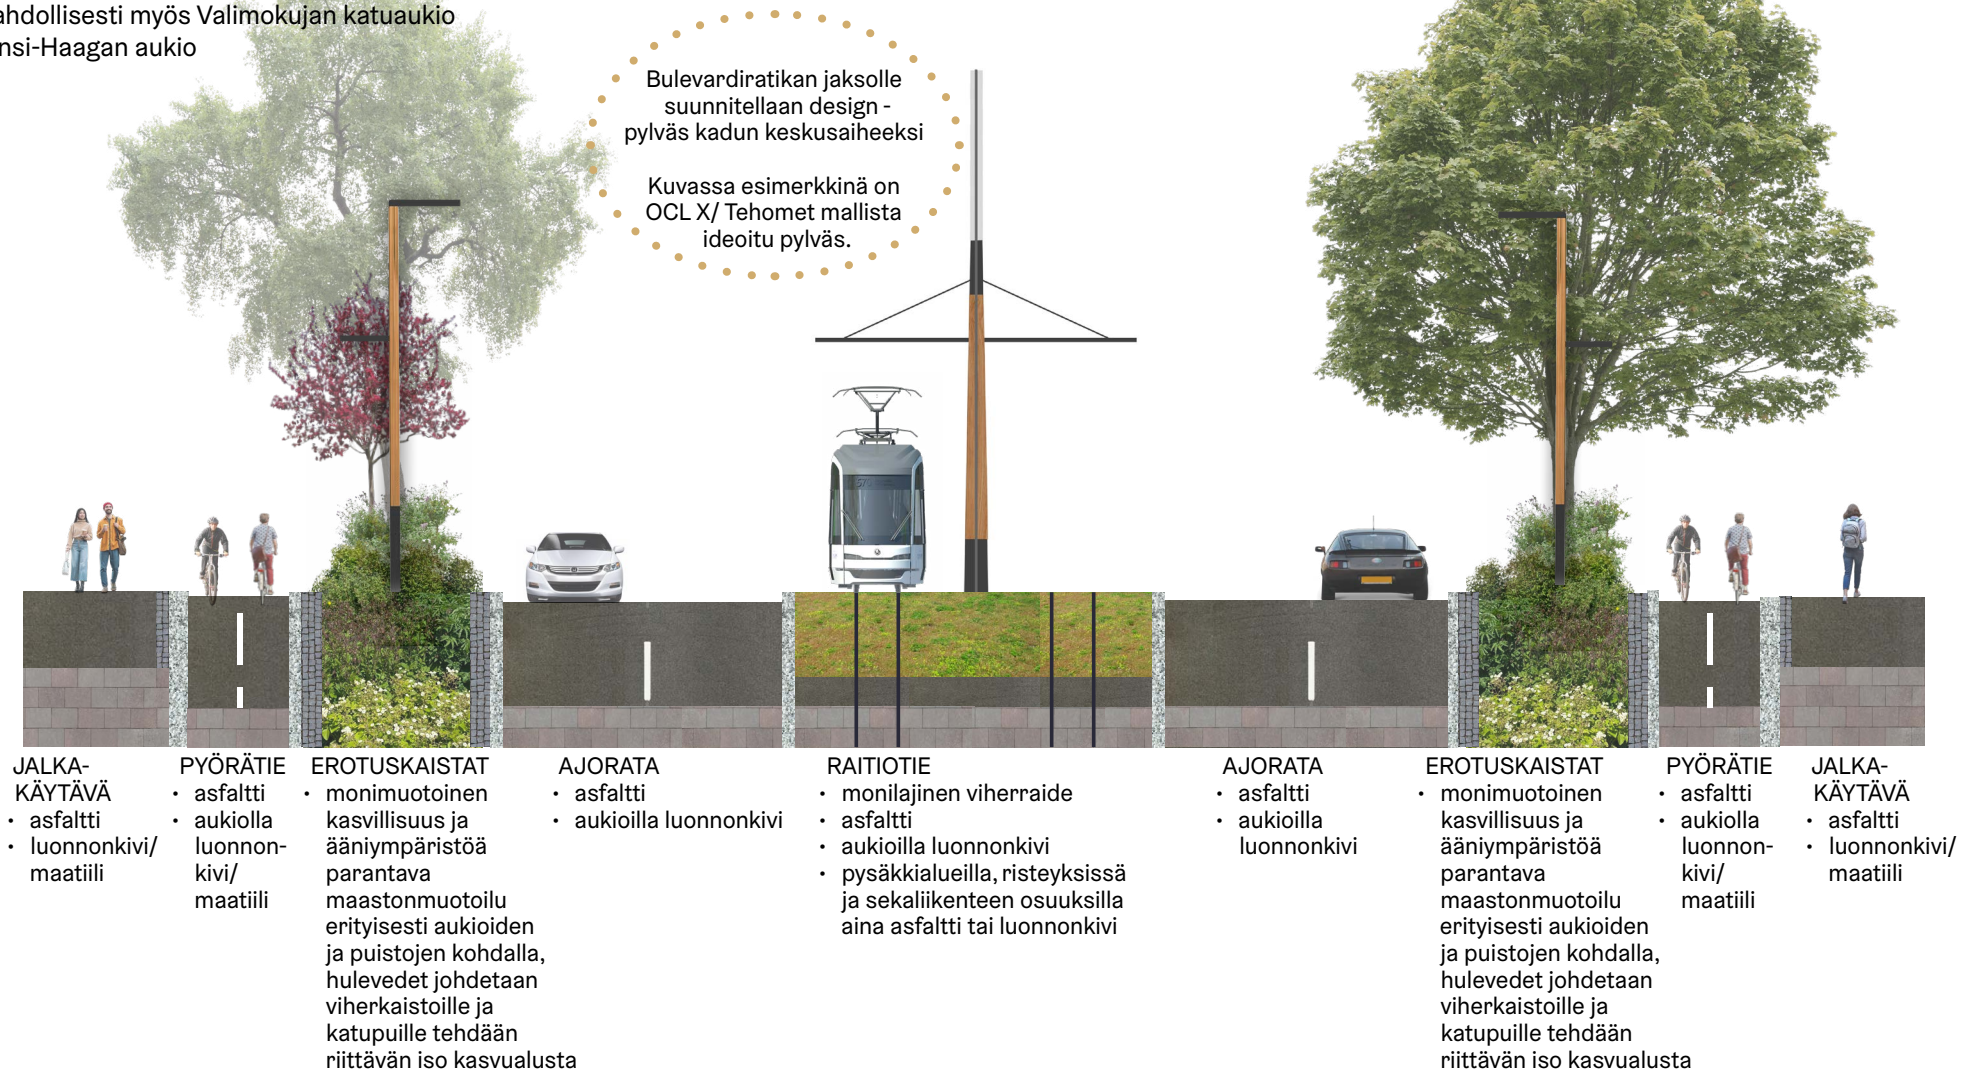 ahdollisesti myös Valimokujan katuaukio
nsi-Haagan aukio
Bulevardiratikan jaksolle
suunnitellaan design -
pylväs kadun keskusaiheeksi
Kuvassa esimerkkinä on
OCL X/ Tehomet mallista
ideoitu pylväs.
JALKA-
KÄYTÄVÄ
• asfaltti
• luonnonkivi/
maatiili
PYÖRÄTIE
• asfaltti
• aukiolla
luonnon-
kivi/
maatiili
EROTUSKAISTAT
• monimuotoinen
kasvillisuus ja
ääniympäristöä
parantava
maastonmuotoilu
erityisesti aukioiden
ja puistojen kohdalla,
hulevedet johdetaan
viherkaistoille ja
katupuille tehdään
riittävän iso kasvualusta
AJORATA
• asfaltti
• aukioilla luonnonkivi
RAITIOTIE
• monilajinen viherraide
• asfaltti
• aukioilla luonnonkivi
• pysäkkialueilla, risteyksissä
ja sekaliikenteen osuuksilla
aina asfaltti tai luonnonkivi
AJORATA
• asfaltti
• aukioilla
luonnonkivi
EROTUSKAISTAT
• monimuotoinen
kasvillisuus ja
ääniympäristöä
parantava
maastonmuotoilu
erityisesti aukioiden
ja puistojen kohdalla,
hulevedet johdetaan
viherkaistoille ja
katupuille tehdään
riittävän iso kasvualusta
PYÖRÄTIE
• asfaltti
• aukiolla
luonnon-
kivi/
maatiili
JALKA-
KÄYTÄVÄ
• asfaltti
• luonnonkivi/
maatiili